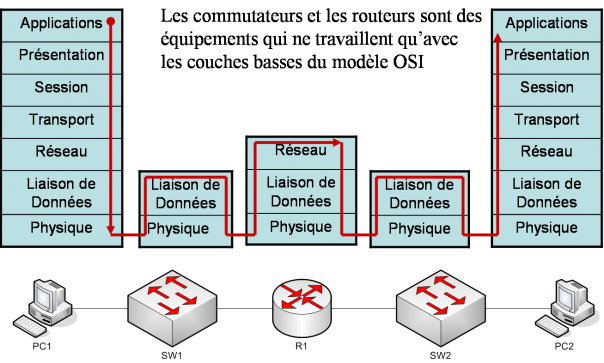 Les commutateurs et les routeurs sont des
équipements qui ne travaillent qu’avec
les couches basses du modèle OSI
Applications
Présentation
Session
Transport
Réseau
Liaison de
Données
Physique
Liaison de
Données
Physique
Réseau
Liaison de
Données
Physique
Liaison de
Données
Physique
Applications
Présentation
Session
Transport
Réseau
Liaison de
Données
Physique
PC1
SW1
R1
SW2
PC2